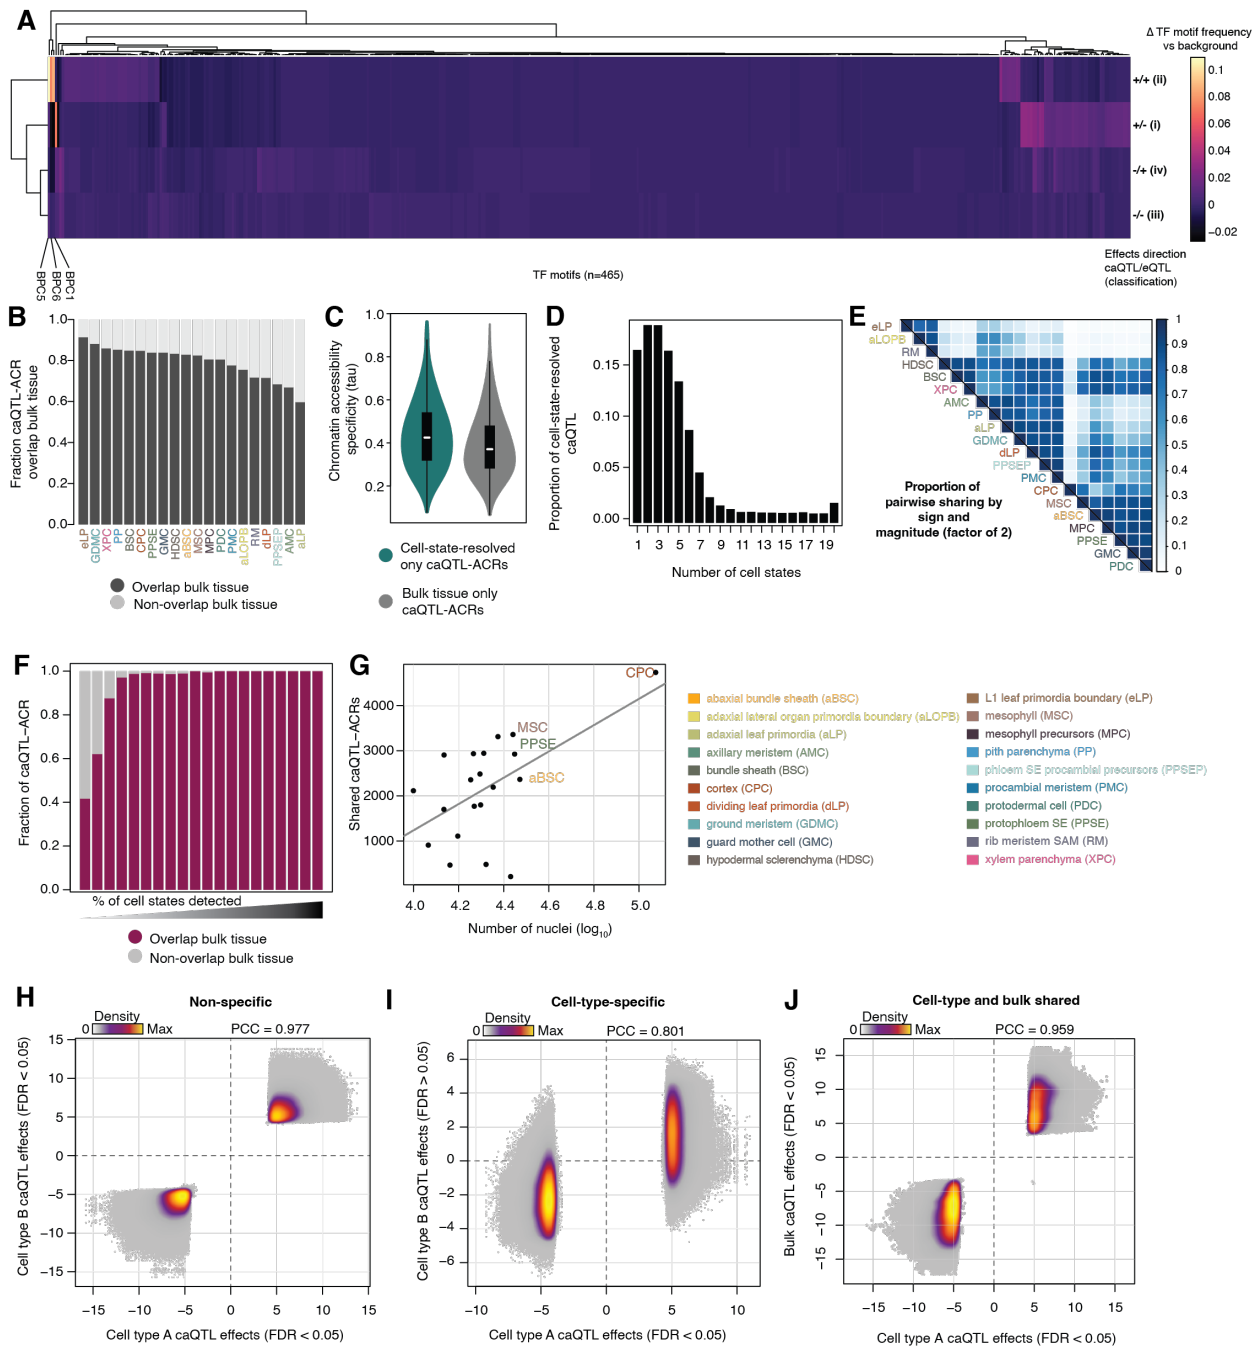 A
Δ TF motif frequency
vs background
+/+ (ii)
+/- (i)
-/+ (iv)
-/- (iii)
0.1
0.08
0.06
0.04
0.02
0
−0.02
BPC5
BPC6
BPC1
TF motifs (n=465)
Effects direction
caQTL/eQTL
(classification)
B
Fraction caQTL-ACR
overlap bulk tissue
1.0
0.8
0.6
0.4
0.2
0.0
eLP
GDMC
XPC
PP
BSC
CPC
PPSE
GMC
HDSC
aBSC
MSC
MPC
PDC
PMC
aLOPB
RM
dLP
PPSEP
AMC
aLP
Overlap bulk tissue
Non-overlap bulk tissue
C
Chromatin accessibility
specificity (tau)
1.0
0.8
0.6
0.4
0.2
Cell-state-resolved
ony caQTL-ACRs
Bulk tissue only
caQTL-ACRs
D
Proportion of cell-state-resolved
caQTL
0.15
0.10
0.05
0.00
1 3 5 7 9 11 13 15 17 19
Number of cell states
E
eLP
aLOPB
RM
HDSC
BSC
XPC
AMC
PP
aLP
GDMC
dLP
PPSEP
PMC
CPC
MSC
aBSC
MPC
PPSE
GMC
PDC
Proportion of
pairwise sharing by
sign and
magnitude (factor of 2)
1
0.9
0.8
0.7
0.6
0.5
0.4
0.3
0.2
0.1
0
F
Fraction of caQTL−ACR
1.0
0.8
0.6
0.4
0.2
0.0
% of cell states detected
Overlap bulk tissue
Non-overlap bulk tissue
G
Shared caQTL−ACRs
4000
3000
2000
1000
CPC
MSC
PPSE
aBSC
4.0 4.2 4.4 4.6 4.8 5.0
Number of nuclei (log10)
abaxial bundle sheath (aBSC)
adaxial lateral organ primordia boundary (aLOPB)
adaxial leaf primordia (aLP)
axillary meristem (AMC)
bundle sheath (BSC)
cortex (CPC)
dividing leaf primordia (dLP)
ground meristem (GDMC)
guard mother cell (GMC)
hypodermal sclerenchyma (HDSC)
L1 leaf primordia boundary (eLP)
mesophyll (MSC)
mesophyll precursors (MPC)
pith parenchyma (PP)
phloem SE procambial precursors (PPSEP)
procambial meristem (PMC)
protodermal cell (PDC)
protophloem SE (PPSE)
rib meristem SAM (RM)
xylem parenchyma (XPC)
H
Non-specific
Density
0 Max
PCC = 0.977
Cell type B caQTL effects (FDR < 0.05)
15
10
5
0
−5
−10
−15
−15 −10 −5 0 5 10 15
Cell type A caQTL effects (FDR < 0.05)
I
Cell-type-specific
Density
0 Max
PCC = 0.801
Cell type B caQTL effects (FDR > 0.05)
6
4
2
0
−2
−4
−6
−10 −5 0 5 10
Cell type A caQTL effects (FDR < 0.05)
J
Cell-type and bulk shared
Density
0 Max
PCC = 0.959
Bulk caQTL effects (FDR < 0.05)
15
10
5
0
−5
−10
−15
−15 −10 −5 0 5 10 15
Cell type A caQTL effects (FDR < 0.05)